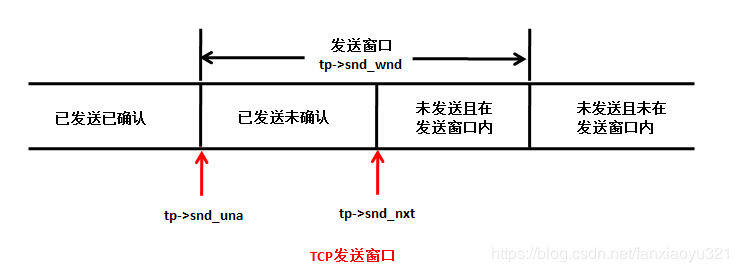 发送窗口
tp->snd_wnd
已发送已确认
已发送未确认
未发送且在
发送窗口内
未发送且未在
发送窗口内
tp->snd_una
tp->snd_nxt
TCP发送窗口
https://blog.csdn.net/fanxiaoyu321